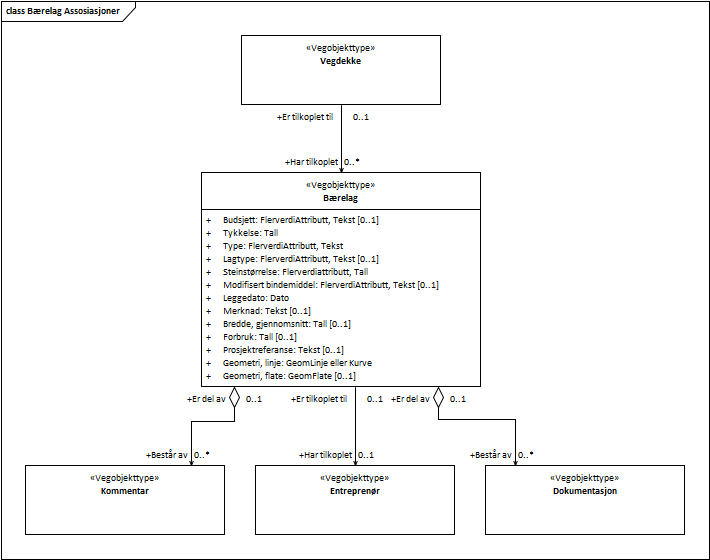 class Bærelag Assosiasjoner
«Vegobjekttype»
Vegdekke
+Er tilkoplet til 0..1
+Har tilkoplet 0..*
«Vegobjekttype»
Bærelag
+ Budsjett: FlerverdiAttributt, Tekst [0..1]
+ Tykkelse: Tall
+ Type: FlerverdiAttributt, Tekst
+ Lagtype: FlerverdiAttributt, Tekst [0..1]
+ Steinstørrelse: Flerverdiattributt, Tall
+ Modifisert bindemiddel: FlerverdiAttributt, Tekst [0..1]
+ Leggedato: Dato
+ Merknad: Tekst [0..1]
+ Bredde, gjennomsnitt: Tall [0..1]
+ Forbruk: Tall [0..1]
+ Prosjektreferanse: Tekst [0..1]
+ Geometri, linje: GeomLinje eller Kurve
+ Geometri, flate: GeomFlate [0..1]
+Er del av 0..1 +Er tilkoplet til 0..1 +Er del av 0..1
+Består av 0..* +Har tilkoplet 0..1 +Består av 0..*
«Vegobjekttype» «Vegobjekttype» «Vegobjekttype»
Kommentar Entreprenør Dokumentasjon